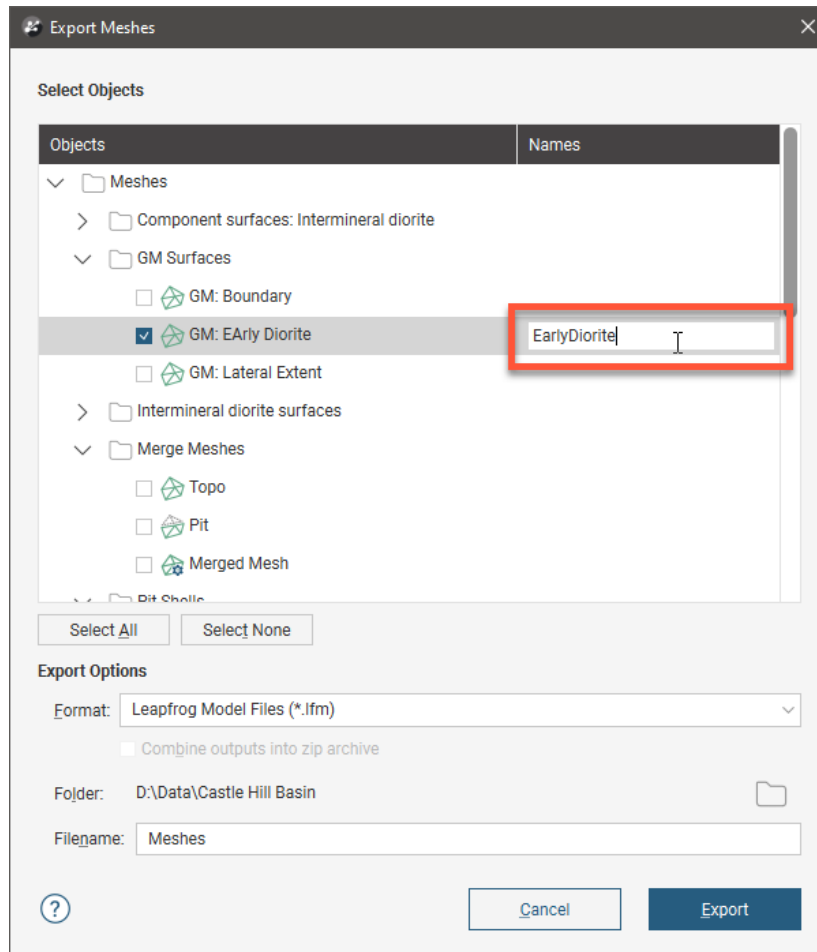 Export Meshes
Select Objects
Objects Names
Meshes
Component surfaces: Intermineral diorite
GM Surfaces
GM: Boundary
GM: EArly Diorite EarlyDiorite
GM: Lateral Extent
Intermineral diorite surfaces
Merge Meshes
Topo
Pit
Merged Mesh
Pit Shells
Select All Select None
Export Options
Format: Leapfrog Model Files (*.lfm)
Combine outputs into zip archive
Folder: D:\Data\Castle Hill Basin
Filename: Meshes
? Cancel Export